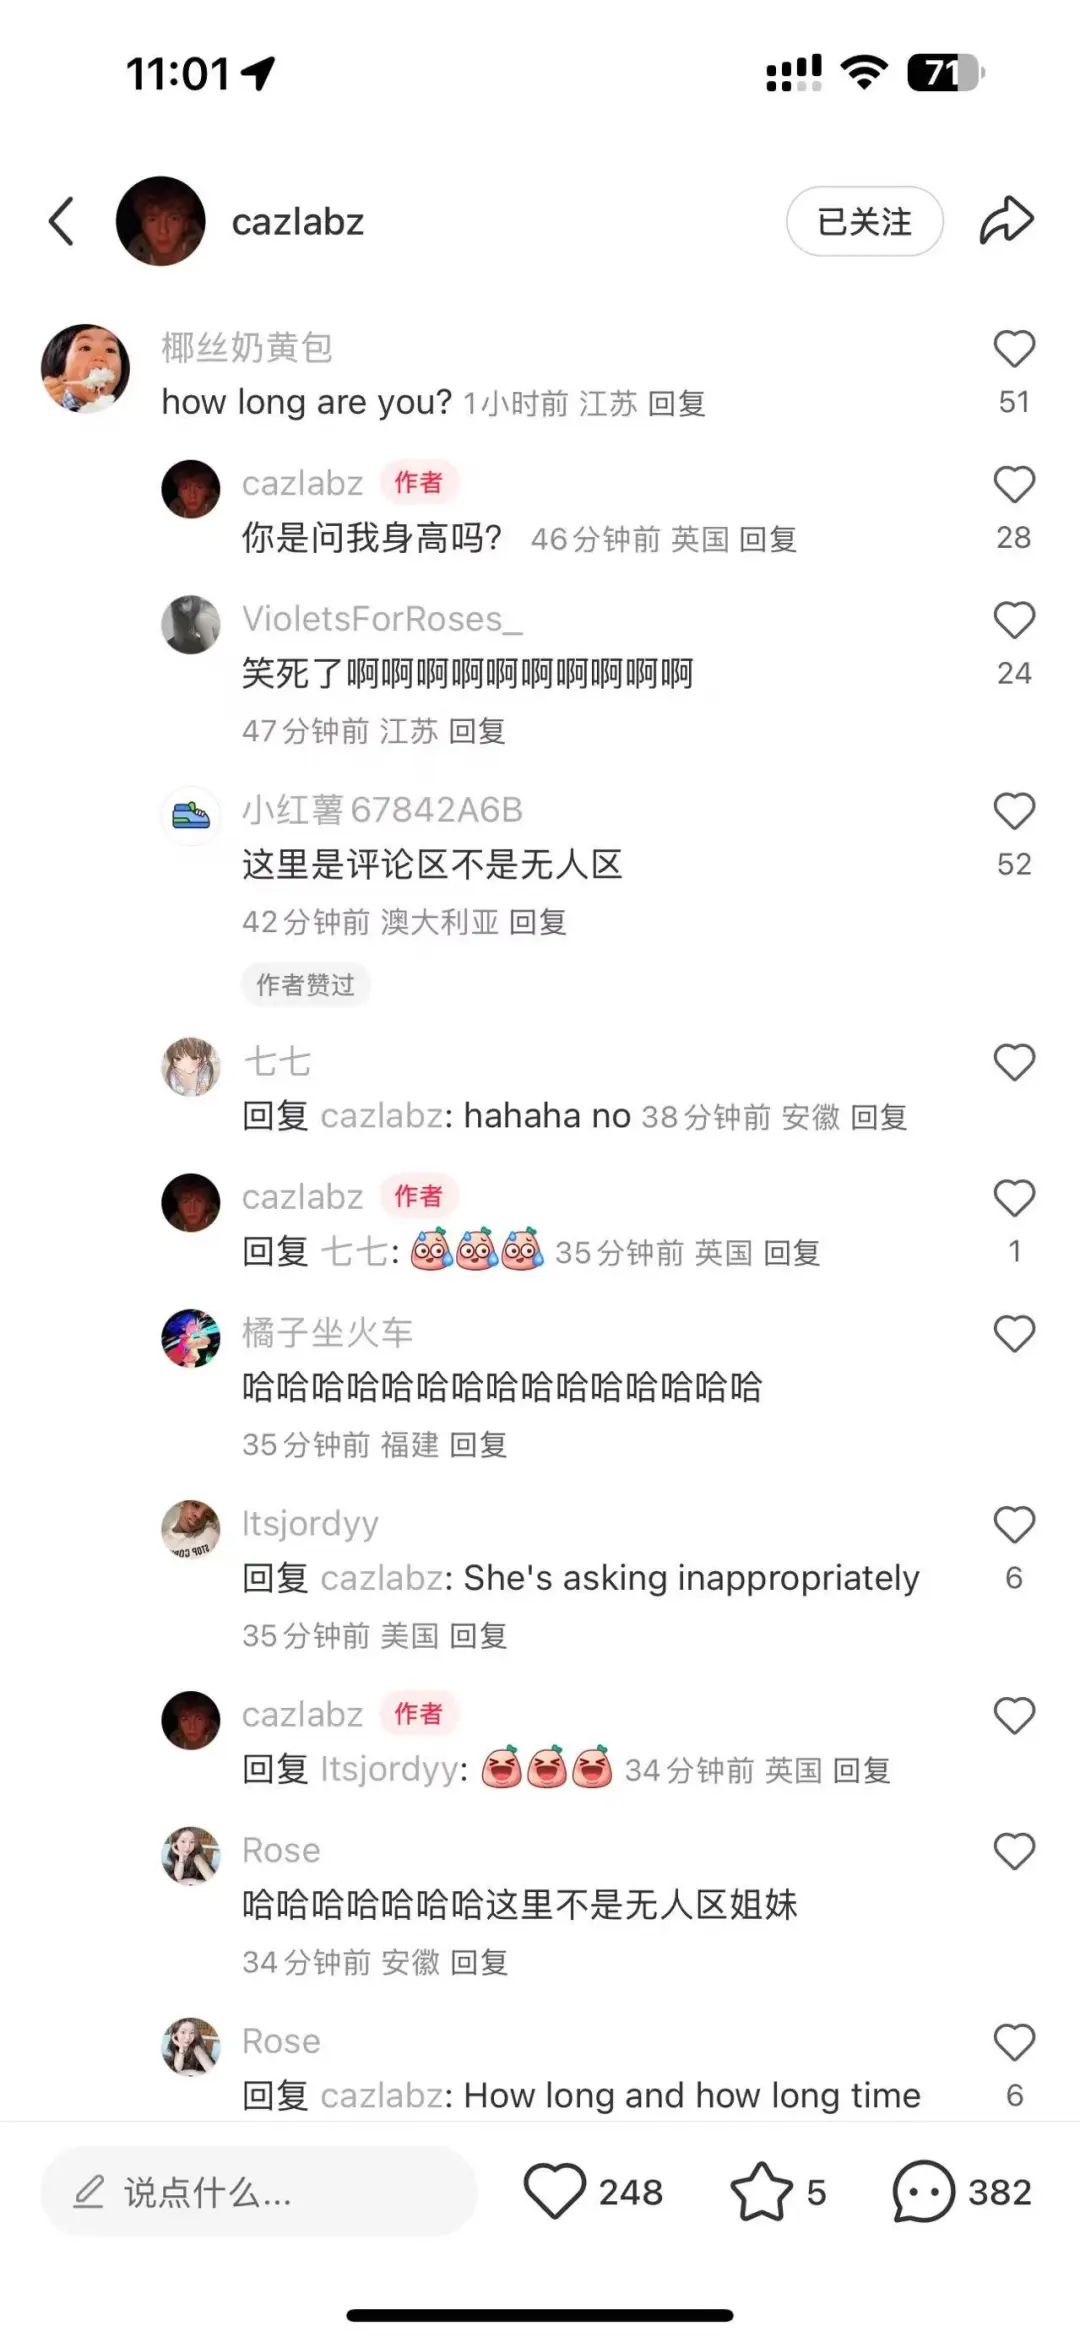 11:01
71
cazlabz
已关注
椰丝奶黄包
how long are you? 1小时前 江苏 回复
51
cazlabz 作者
你是问我身高吗? 46分钟前 英国 回复
28
VioletsForRoses_
笑死了啊啊啊啊啊啊啊啊啊啊
24
47分钟前 江苏 回复
小红薯67842A6B
这里是评论区不是无人区
52
42分钟前 澳大利亚 回复
作者赞过
七七
回复 cazlabz: hahaha no 38分钟前 安徽 回复
cazlabz 作者
回复 七七: 35分钟前 英国 回复
1
橘子坐火车
哈哈哈哈哈哈哈哈哈哈哈哈哈哈哈
35分钟前 福建 回复
Itsjordyy
回复 cazlabz: She's asking inappropriately
6
35分钟前 美国 回复
cazlabz 作者
回复 Itsjordyy: 34分钟前 英国 回复
Rose
哈哈哈哈哈哈哈这里不是无人区姐妹
34分钟前 安徽 回复
Rose
回复 cazlabz: How long and how long time
6
说点什么... 248 5 382